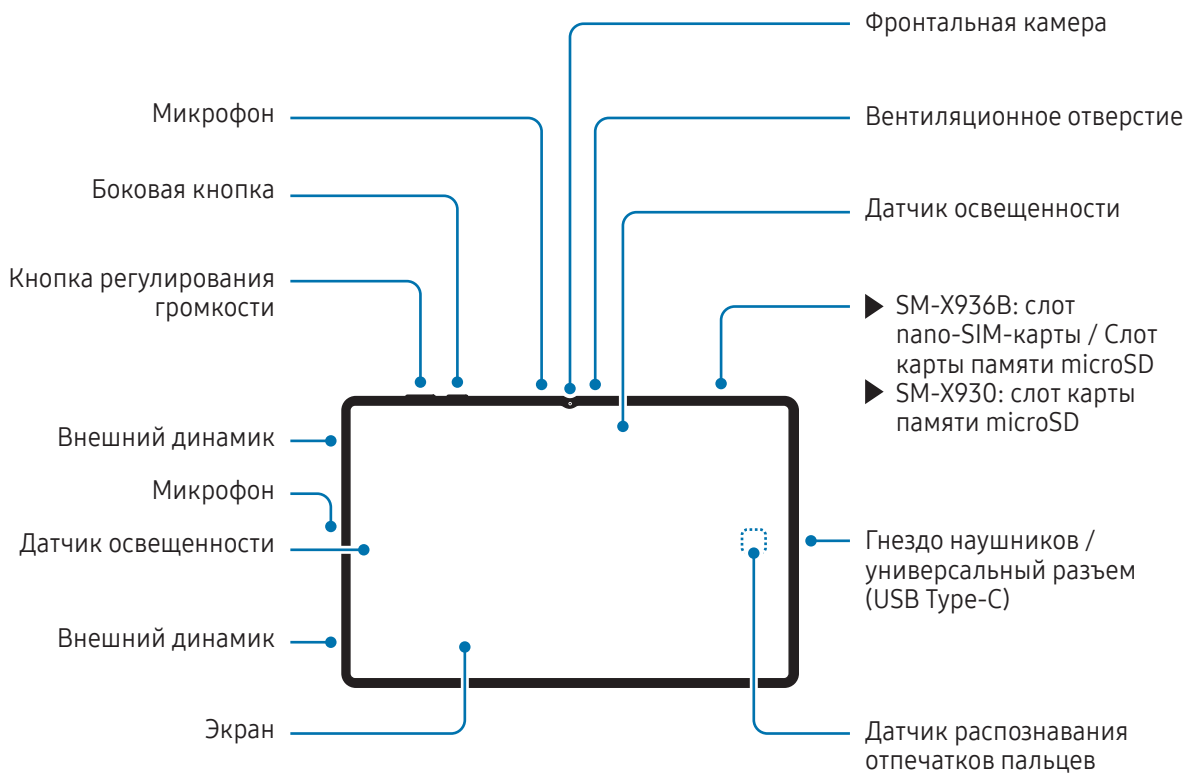 Фронтальная камера
Микрофон
Вентиляционное отверстие
Боковая кнопка
Датчик освещенности
Кнопка регулирования
громкости
SM-X936B: слот
nano-SIM-карты / Слот
карты памяти microSD
SM-X930: слот карты
памяти microSD
Внешний динамик
Микрофон
Датчик освещенности
Гнездо наушников /
универсальный разъем
(USB Type-C)
Внешний динамик
Экран
Датчик распознавания
отпечатков пальцев